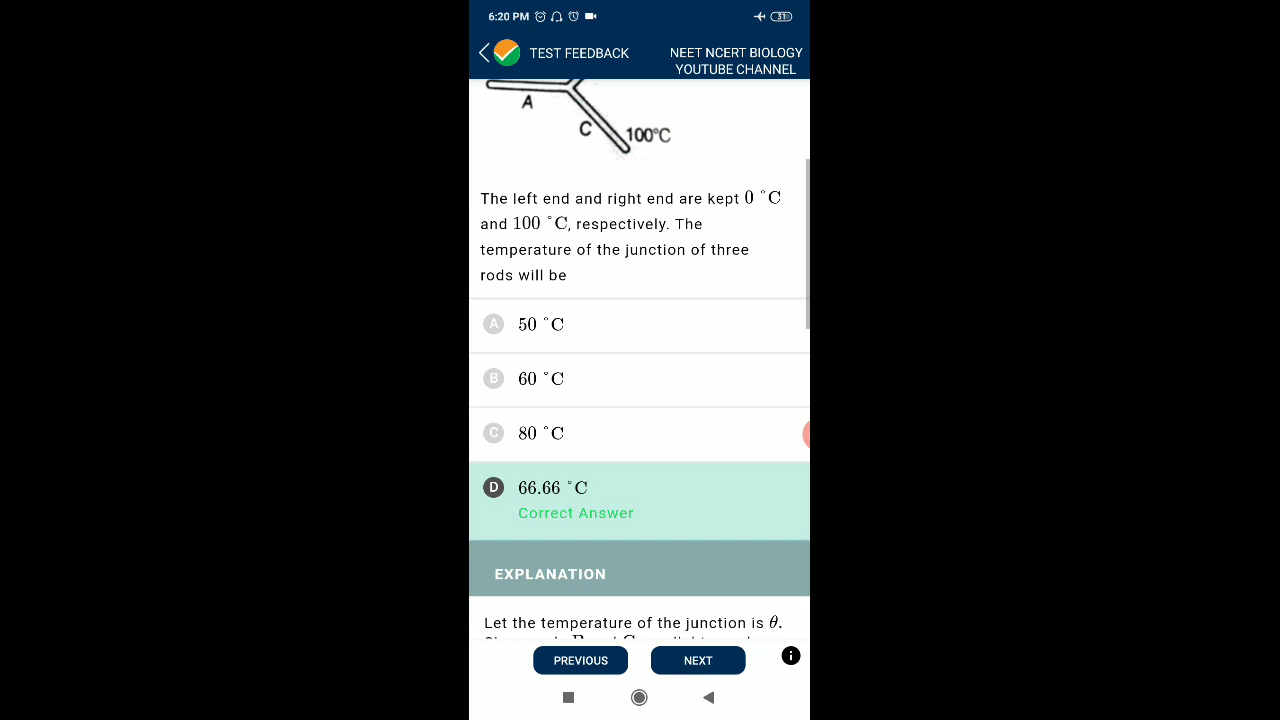 6:20 PM 31
TEST FEEDBACK
NEET NCERT BIOLOGY
YOUTUBE CHANNEL
A
C
100°C
The left end and right end are kept 0 °C
and 100 °C, respectively. The
temperature of the junction of three
rods will be
A 50 °C
B 60 °C
C 80 °C
D 66.66 °C
Correct Answer
EXPLANATION
Let the temperature of the junction is θ.
PREVIOUS
NEXT